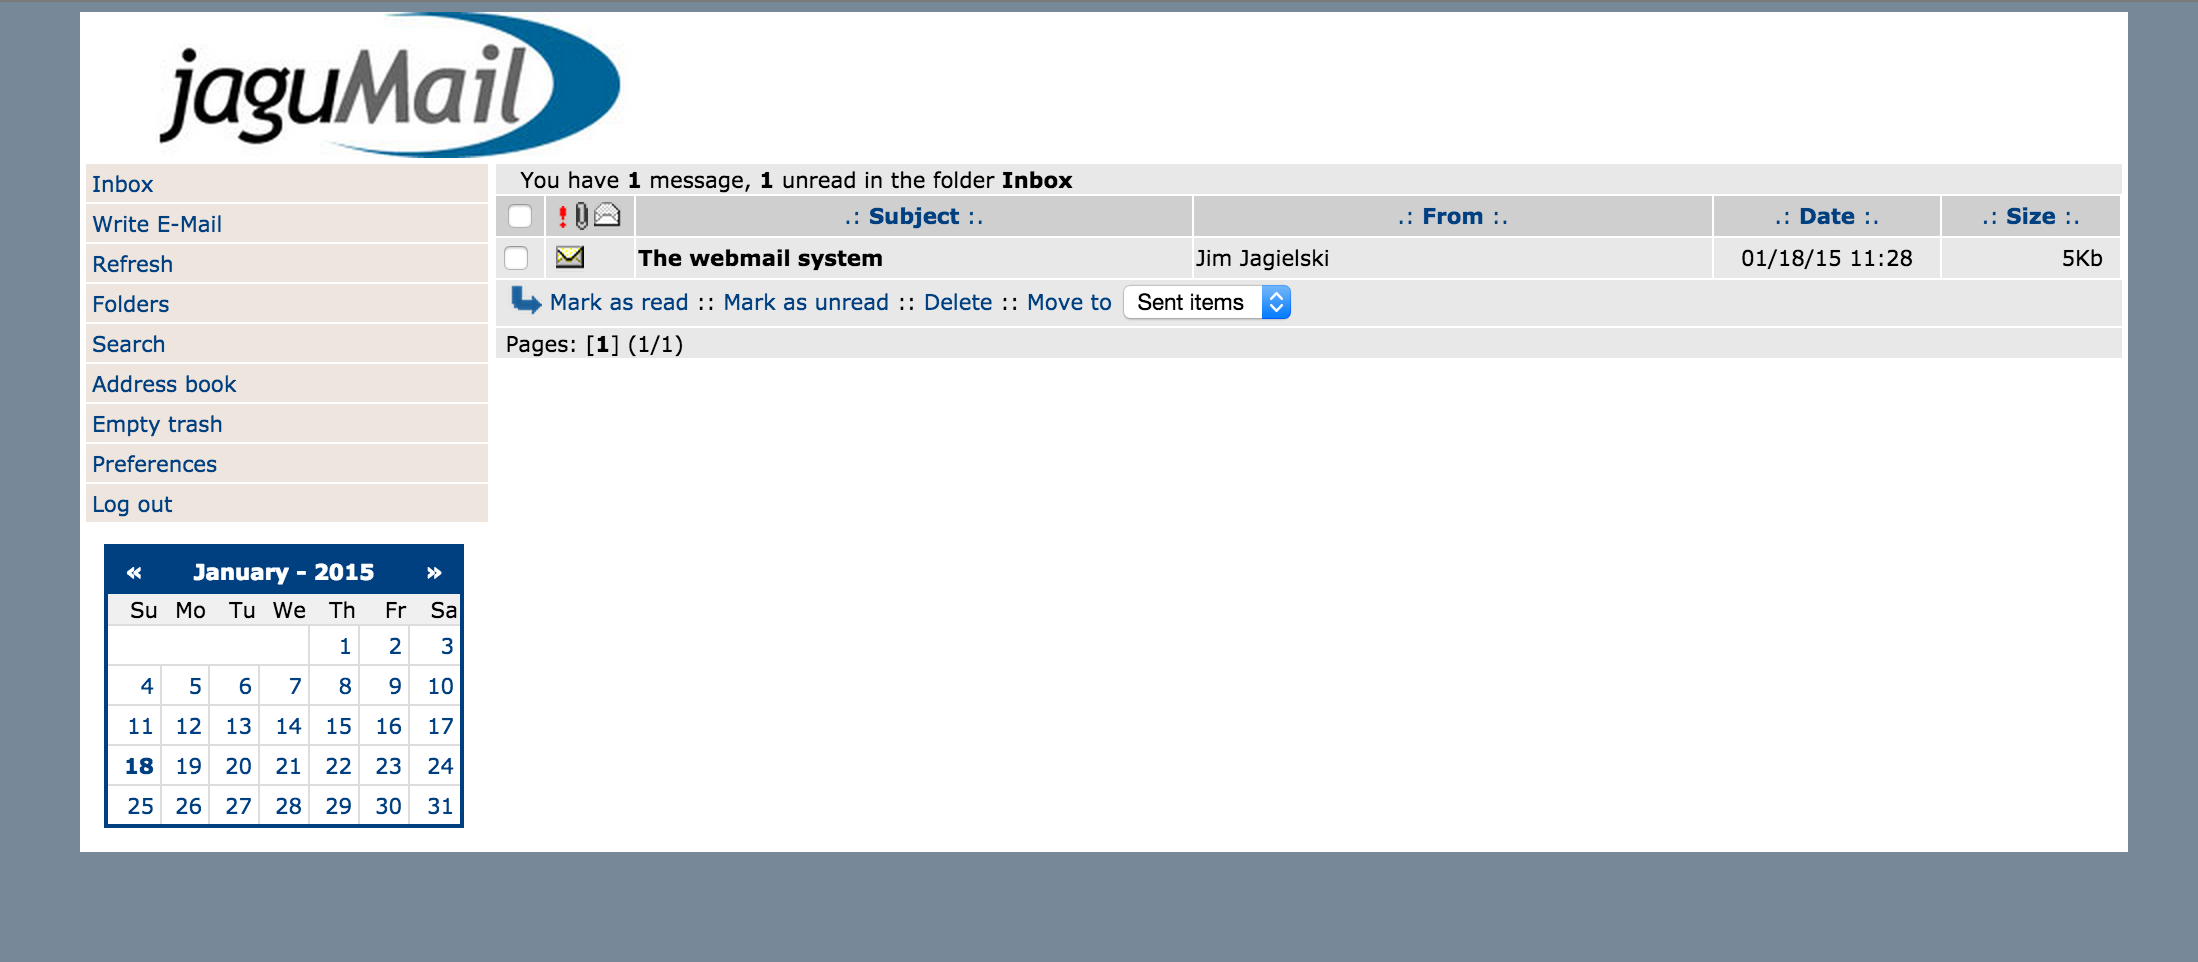 jaguMail
Inbox
Write E-Mail
Refresh
Folders
Search
Address book
Empty trash
Preferences
Log out
« January - 2015 »
Su Mo Tu We Th Fr Sa
1 2 3
4 5 6 7 8 9 10
11 12 13 14 15 16 17
18 19 20 21 22 23 24
25 26 27 28 29 30 31
You have 1 message, 1 unread in the folder Inbox
! .: Subject :. .: From :. .: Date :. .: Size :.
The webmail system Jim Jagielski 01/18/15 11:28 5Kb
Mark as read :: Mark as unread :: Delete :: Move to Sent items
Pages: [1] (1/1)